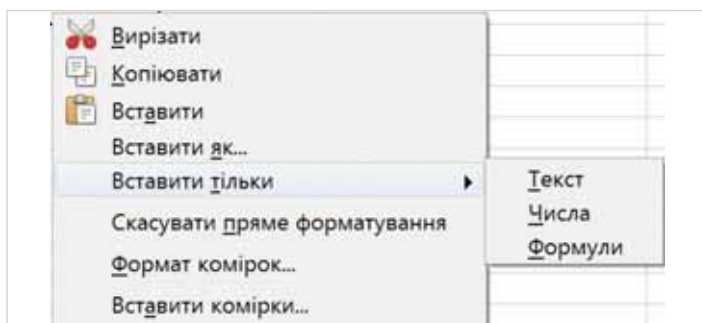 Вирізати
Копіювати
Вставити
Вставити як...
Вставити тільки
Текст
Числа
Формули
Скасувати пряме форматування
Формат комірок...
Вставити комірки...